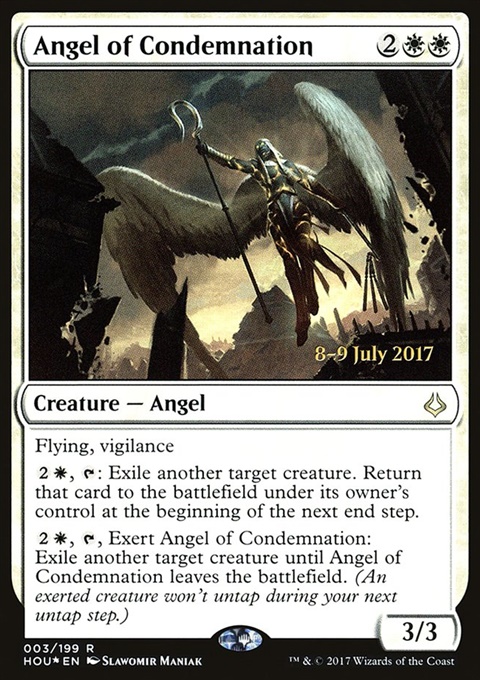 Angel of Condemnation 2
8–9 July 2017
Creature — Angel
Flying, vigilance
2 , : Exile another target creature. Return
that card to the battlefield under its owner's
control at the beginning of the next end step.
2 , , Exert Angel of Condemnation:
Exile another target creature until Angel of
Condemnation leaves the battlefield. (An
exerted creature won't untap during your next
untap step.)
3/3
003/199 R
HOU★EN Slawomir Maniak
™ & © 2017 Wizards of the Coast